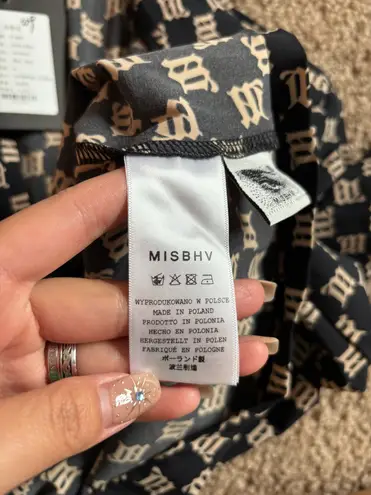 MISBHV
WYPRODUKOWANO W POLSCE
MADE IN POLAND
PRODOTTO IN POLONIA
HECHO EN POLONIA
HERGESTELLT IN POLEN
FABRIQUÉ EN POLOGNE
ポーランド製
波兰制造
MISBHV